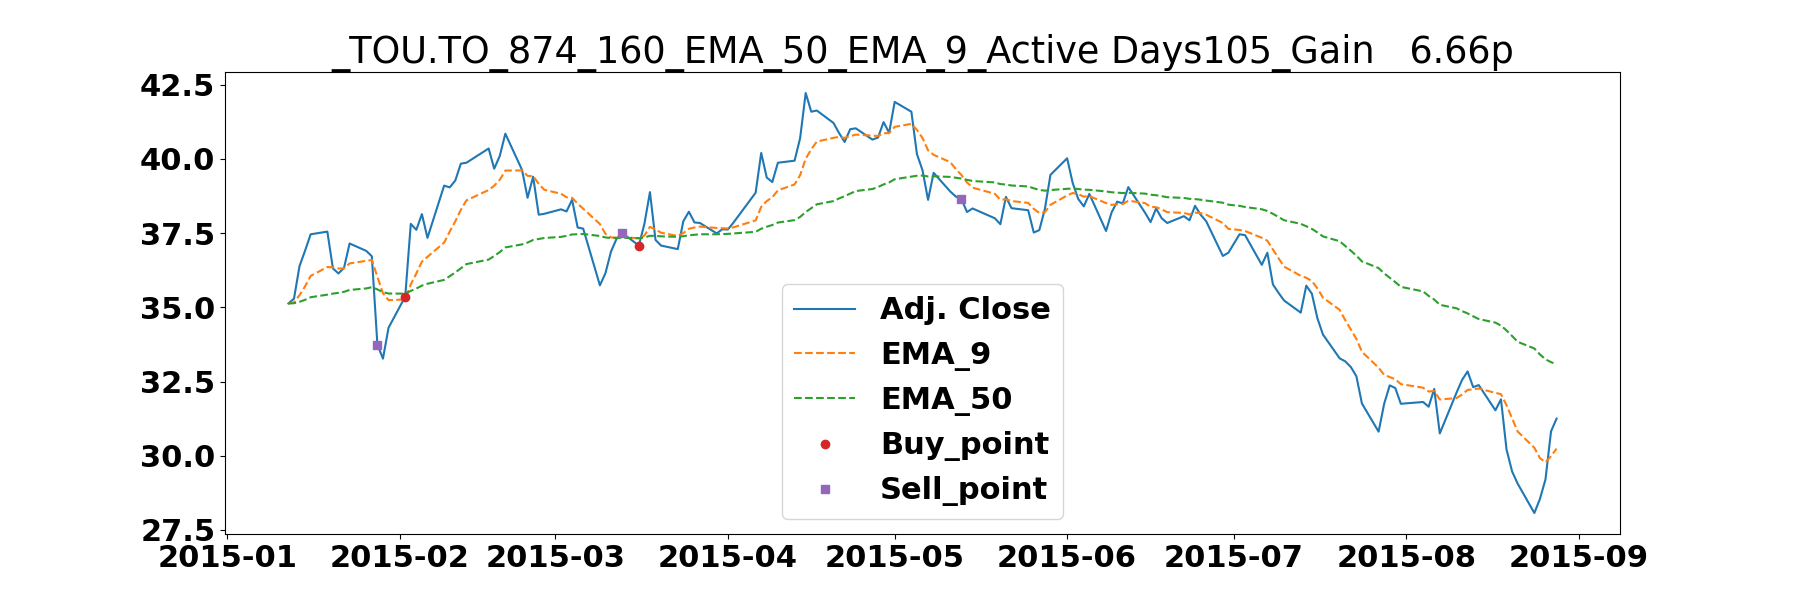 _TOU.TO_874_160_EMA_50_EMA_9_Active Days105_Gain   6.66p
42.5
40.0
37.5
35.0
32.5
30.0
27.5
Adj. Close
EMA_9
EMA_50
Buy_point
Sell_point
2015-01 2015-02 2015-03 2015-04 2015-05 2015-06 2015-07 2015-08 2015-09